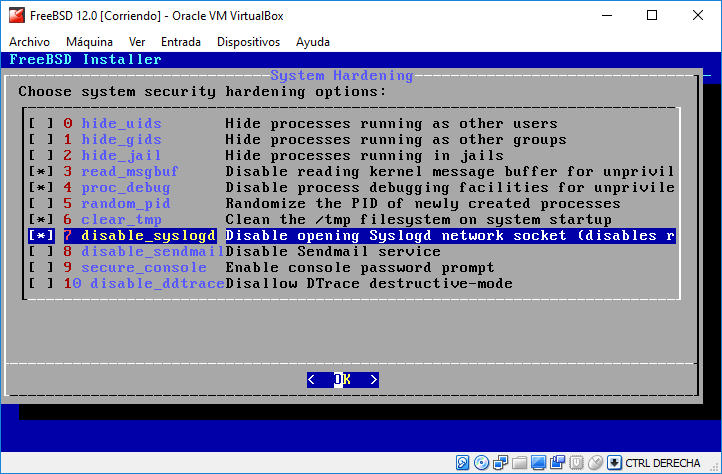 FreeBSD 12.0 [Corriendo] - Oracle VM VirtualBox
Archivo Máquina Ver Entrada Dispositivos Ayuda
FreeBSD Installer
System Hardening
Choose system security hardening options:
[ ] 0 hide_uids Hide processes running as other users
[ ] 1 hide_gids Hide processes running as other groups
[ ] 2 hide_jail Hide processes running in jails
[*] 3 read_msgbuf Disable reading kernel message buffer for unprivil
[*] 4 proc_debug Disable process debugging facilities for unprivile
[ ] 5 random_pid Randomize the PID of newly created processes
[*] 6 clear_tmp Clean the /tmp filesystem on system startup
[*] 7 disable_syslogd Disable opening Syslogd network socket (disables r
[ ] 8 disable_sendmail Disable Sendmail service
[ ] 9 secure_console Enable console password prompt
[ ] 10 disable_ddtrace Disallow DTrace destructive-mode
< OK >
CTRL DERECHA